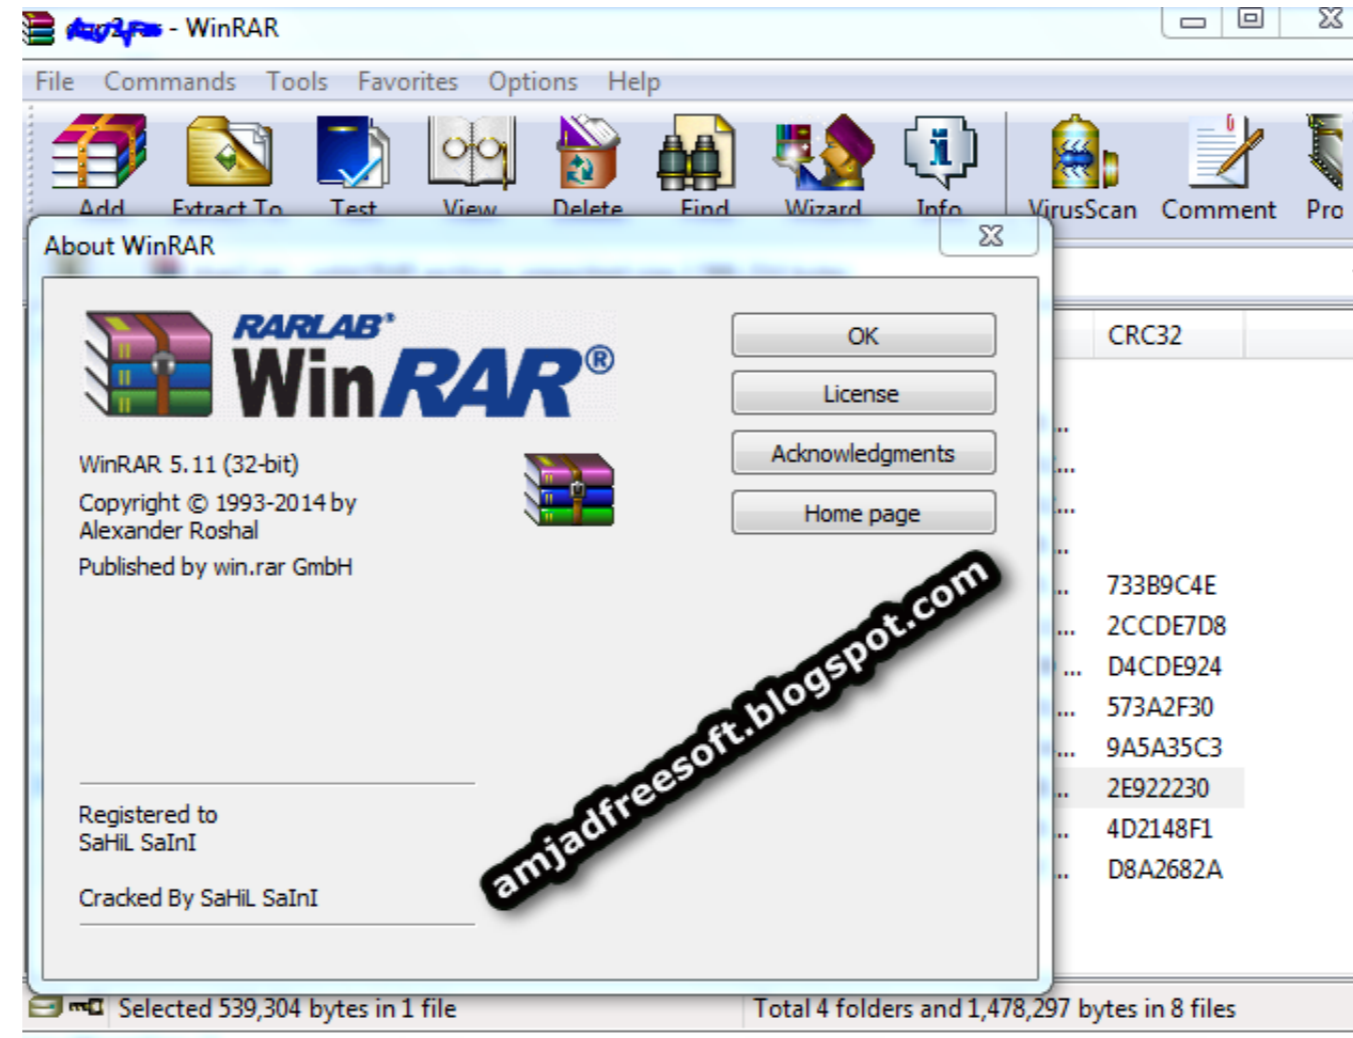 - WinRAR
File Commands Tools Favorites Options Help
Add Extract To Test View Delete Find Wizard Info VirusScan Comment Pro
About WinRAR
RARLAB®
WinRAR®
OK
License
Acknowledgments
Home page
WinRAR 5.11 (32-bit)
Copyright © 1993-2014 by
Alexander Roshal
Published by win.rar GmbH
Registered to
SaHiL SaInI
Cracked By SaHiL SaInI
amjadfreesoft.blogspot.com
CRC32
...
...
...
...
... 733B9C4E
... 2CCDE7D8
... D4CDE924
... 573A2F30
... 9A5A35C3
... 2E922230
... 4D2148F1
... D8A2682A
Selected 539,304 bytes in 1 file
Total 4 folders and 1,478,297 bytes in 8 files